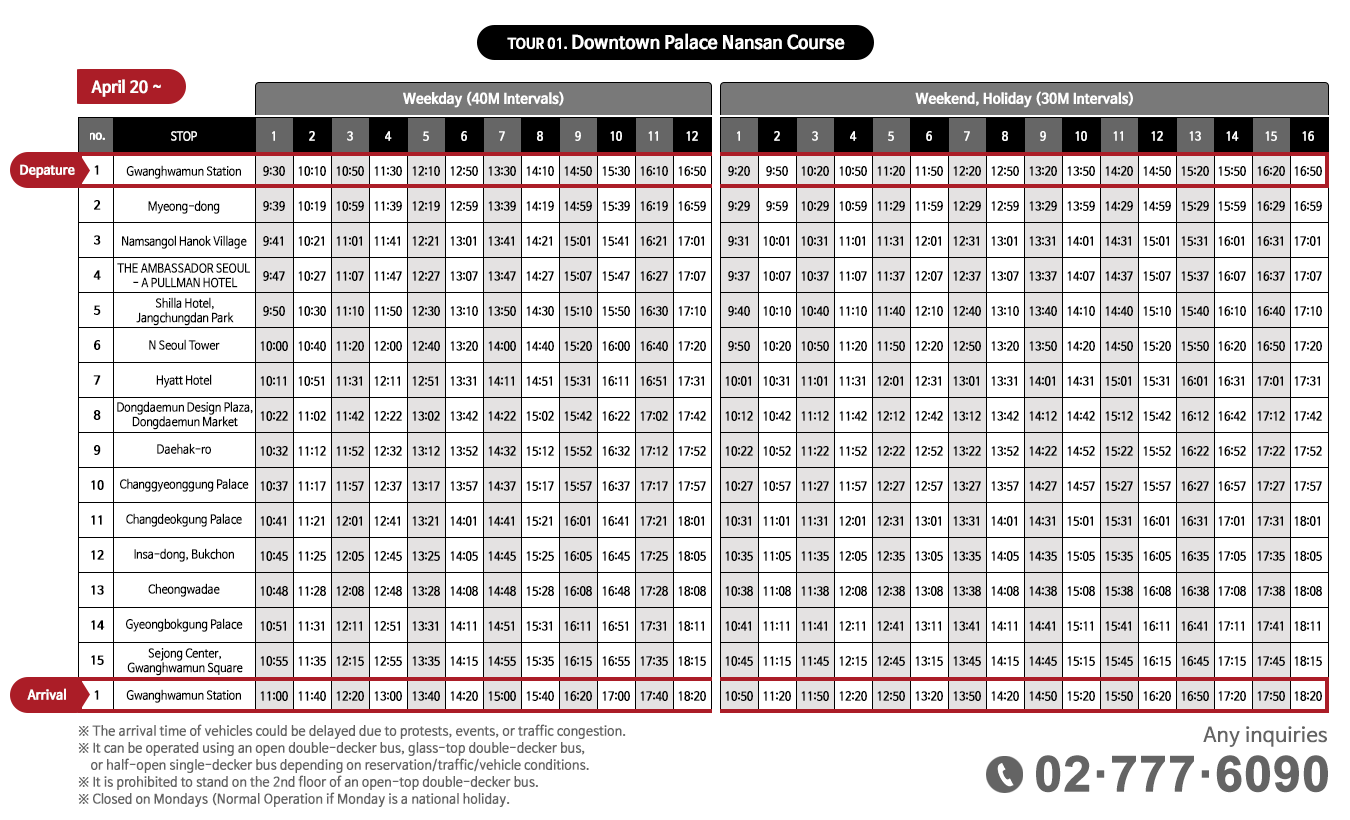 TOUR 01. Downtown Palace Nansan Course
April 20 ~
Weekday (40M Intervals) Weekend, Holiday (30M Intervals)
no. STOP 1 2 3 4 5 6 7 8 9 10 11 12 1 2 3 4 5 6 7 8 9 10 11 12 13 14 15 16
Depature 1 Gwanghwamun Station 9:30 10:10 10:50 11:30 12:10 12:50 13:30 14:10 14:50 15:30 16:10 16:50 9:20 9:50 10:20 10:50 11:20 11:50 12:20 12:50 13:20 13:50 14:20 14:50 15:20 15:50 16:20 16:50
2 Myeong-dong 9:39 10:19 10:59 11:39 12:19 12:59 13:39 14:19 14:59 15:39 16:19 16:59 9:29 9:59 10:29 10:59 11:29 11:59 12:29 12:59 13:29 13:59 14:29 14:59 15:29 15:59 16:29 16:59
3 Namsangol Hanok Village 9:41 10:21 11:01 11:41 12:21 13:01 13:41 14:21 15:01 15:41 16:21 17:01 9:31 10:01 10:31 11:01 11:31 12:01 12:31 13:01 13:31 14:01 14:31 15:01 15:31 16:01 16:31 17:01
THE AMBASSADOR SEOUL
4 - A PULLMAN HOTEL 9:47 10:27 11:07 11:47 12:27 13:07 13:47 14:27 15:07 15:47 16:27 17:07 9:37 10:07 10:37 11:07 11:37 12:07 12:37 13:07 13:37 14:07 14:37 15:07 15:37 16:07 16:37 17:07
Shilla Hotel,
5 Jangchungdan Park 9:50 10:30 11:10 11:50 12:30 13:10 13:50 14:30 15:10 15:50 16:30 17:10 9:40 10:10 10:40 11:10 11:40 12:10 12:40 13:10 13:40 14:10 14:40 15:10 15:40 16:10 16:40 17:10
6 N Seoul Tower 10:00 10:40 11:20 12:00 12:40 13:20 14:00 14:40 15:20 16:00 16:40 17:20 9:50 10:20 10:50 11:20 11:50 12:20 12:50 13:20 13:50 14:20 14:50 15:20 15:50 16:20 16:50 17:20
7 Hyatt Hotel 10:11 10:51 11:31 12:11 12:51 13:31 14:11 14:51 15:31 16:11 16:51 17:31 10:01 10:31 11:01 11:31 12:01 12:31 13:01 13:31 14:01 14:31 15:01 15:31 16:01 16:31 17:01 17:31
Dongdaemun Design Plaza,
8 Dongdaemun Market 10:22 11:02 11:42 12:22 13:02 13:42 14:22 15:02 15:42 16:22 17:02 17:42 10:12 10:42 11:12 11:42 12:12 12:42 13:12 13:42 14:12 14:42 15:12 15:42 16:12 16:42 17:12 17:42
9 Daehak-ro 10:32 11:12 11:52 12:32 13:12 13:52 14:32 15:12 15:52 16:32 17:12 17:52 10:22 10:52 11:22 11:52 12:22 12:52 13:22 13:52 14:22 14:52 15:22 15:52 16:22 16:52 17:22 17:52
10 Changgyeonggung Palace 10:37 11:17 11:57 12:37 13:17 13:57 14:37 15:17 15:57 16:37 17:17 17:57 10:27 10:57 11:27 11:57 12:27 12:57 13:27 13:57 14:27 14:57 15:27 15:57 16:27 16:57 17:27 17:57
11 Changdeokgung Palace 10:41 11:21 12:01 12:41 13:21 14:01 14:41 15:21 16:01 16:41 17:21 18:01 10:31 11:01 11:31 12:01 12:31 13:01 13:31 14:01 14:31 15:01 15:31 16:01 16:31 17:01 17:31 18:01
12 Insa-dong, Bukchon 10:45 11:25 12:05 12:45 13:25 14:05 14:45 15:25 16:05 16:45 17:25 18:05 10:35 11:05 11:35 12:05 12:35 13:05 13:35 14:05 14:35 15:05 15:35 16:05 16:35 17:05 17:35 18:05
13 Cheongwadae 10:48 11:28 12:08 12:48 13:28 14:08 14:48 15:28 16:08 16:48 17:28 18:08 10:38 11:08 11:38 12:08 12:38 13:08 13:38 14:08 14:38 15:08 15:38 16:08 16:38 17:08 17:38 18:08
14 Gyeongbokgung Palace 10:51 11:31 12:11 12:51 13:31 14:11 14:51 15:31 16:11 16:51 17:31 18:11 10:41 11:11 11:41 12:11 12:41 13:11 13:41 14:11 14:41 15:11 15:41 16:11 16:41 17:11 17:41 18:11
Sejong Center,
15 Gwanghwamun Square 10:55 11:35 12:15 12:55 13:35 14:15 14:55 15:35 16:15 16:55 17:35 18:15 10:45 11:15 11:45 12:15 12:45 13:15 13:45 14:15 14:45 15:15 15:45 16:15 16:45 17:15 17:45 18:15
Arrival 1 Gwanghwamun Station 11:00 11:40 12:20 13:00 13:40 14:20 15:00 15:40 16:20 17:00 17:40 18:20 10:50 11:20 11:50 12:20 12:50 13:20 13:50 14:20 14:50 15:20 15:50 16:20 16:50 17:20 17:50 18:20
※ The arrival time of vehicles could be delayed due to protests, events, or traffic congestion.
※ It can be operated using an open double-decker bus, glass-top double-decker bus,
or half-open single-decker bus depending on reservation/traffic/vehicle conditions.
※ It is prohibited to stand on the 2nd floor of an open-top double-decker bus.
※ Closed on Mondays (Normal Operation if Monday is a national holiday.
Any inquiries
02·777·6090